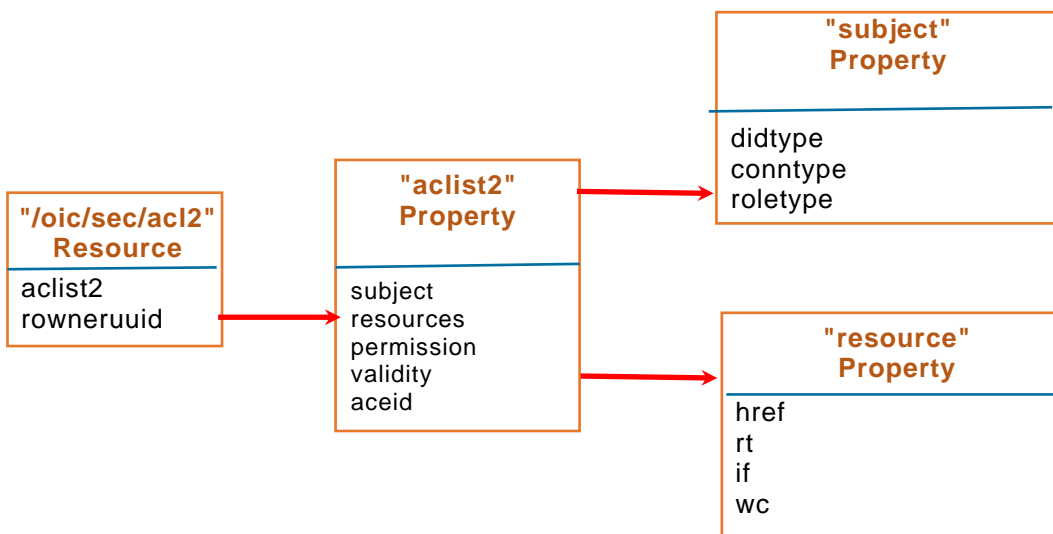 "/oic/sec/acl2"
Resource
aclist2
rowneruuid
"aclist2"
Property
subject
resources
permission
validity
aceid
"subject"
Property
didtype
conntype
roletype
"resource"
Property
href
rt
if
wc